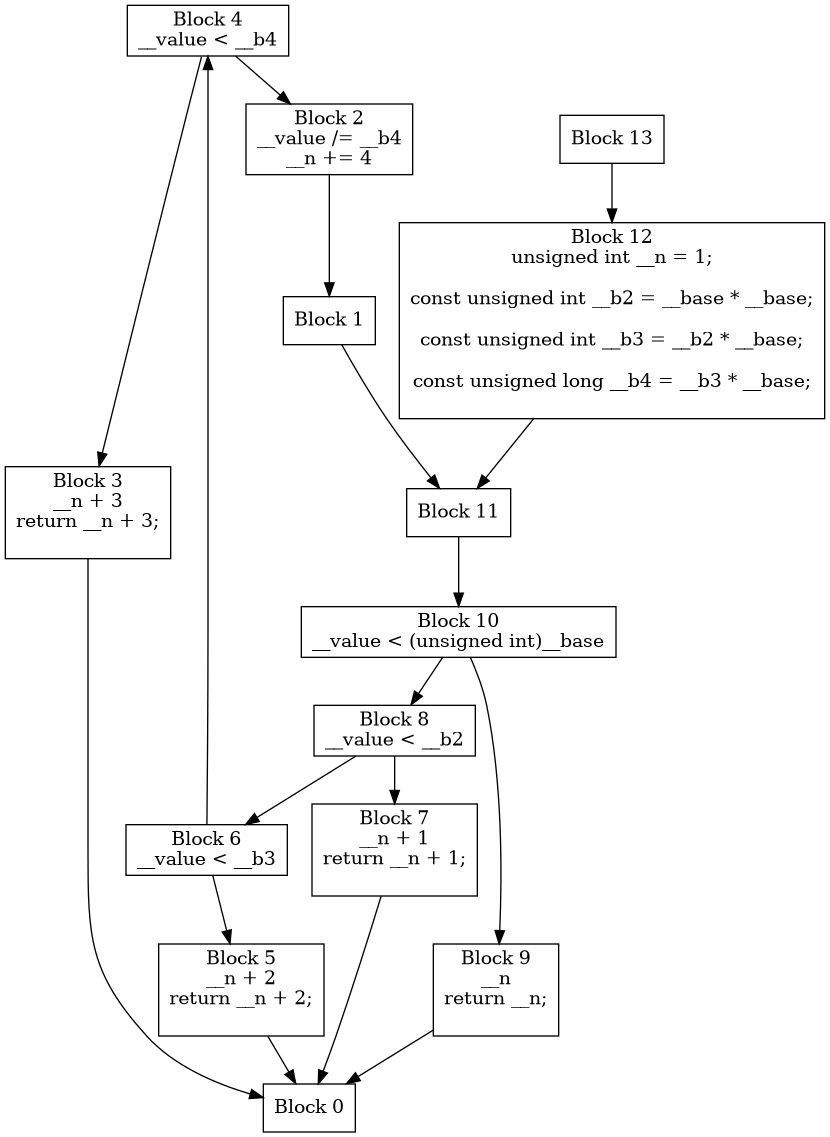 Block 4
__value < __b4
Block 2
__value /= __b4
__n += 4
Block 13
Block 12
unsigned int __n = 1;
const unsigned int __b2 = __base * __base;
const unsigned int __b3 = __b2 * __base;
const unsigned long __b4 = __b3 * __base;
Block 1
Block 3
__n + 3
return __n + 3;
Block 11
Block 10
__value < (unsigned int)__base
Block 8
__value < __b2
Block 7
__n + 1
return __n + 1;
Block 6
__value < __b3
Block 5
__n + 2
return __n + 2;
Block 9
__n
return __n;
Block 0